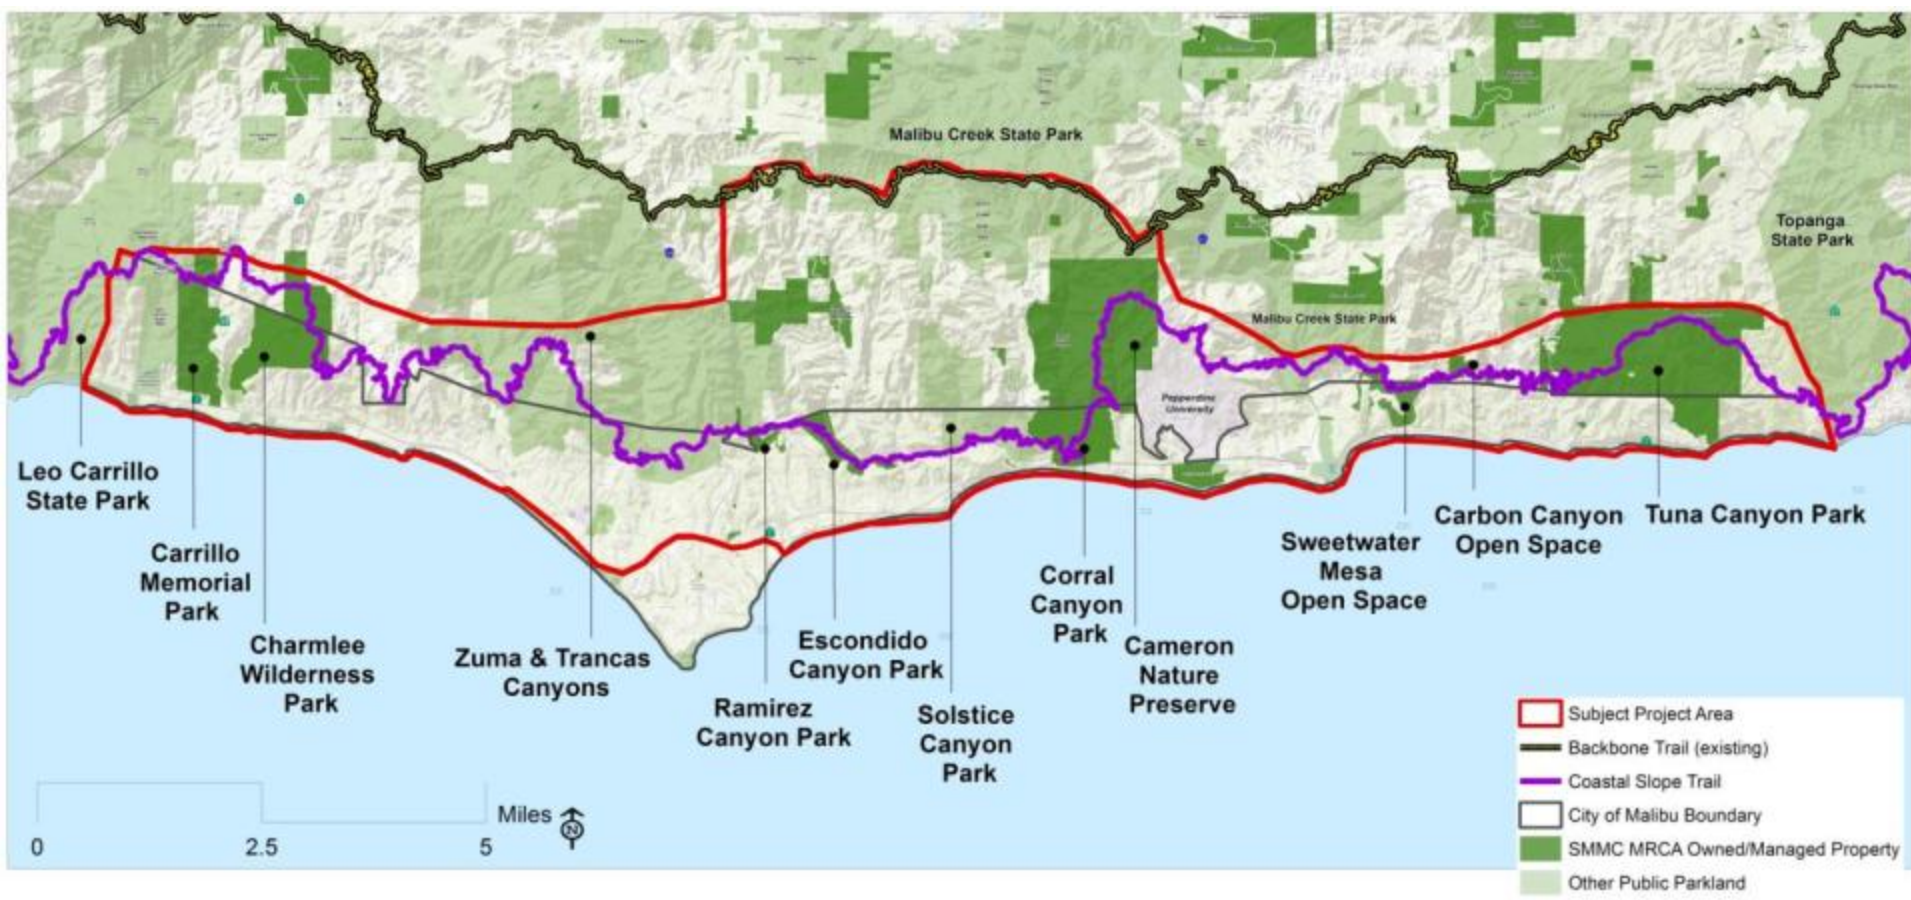 Malibu Creek State Park
Topanga
State Park
Malibu Creek State Park
Pepperdine
University
Leo Carrillo
State Park
Carrillo
Memorial
Park
Charmlee
Wilderness
Park
Zuma & Trancas
Canyons
Ramirez
Canyon Park
Escondido
Canyon Park
Solstice
Canyon
Park
Corral
Canyon
Park
Cameron
Nature
Preserve
Sweetwater
Mesa
Open Space
Carbon Canyon
Open Space
Tuna Canyon Park
Subject Project Area
Backbone Trail (existing)
Coastal Slope Trail
City of Malibu Boundary
SMMC MRCA Owned/Managed Property
Other Public Parkland
Miles
N
0
2.5
5